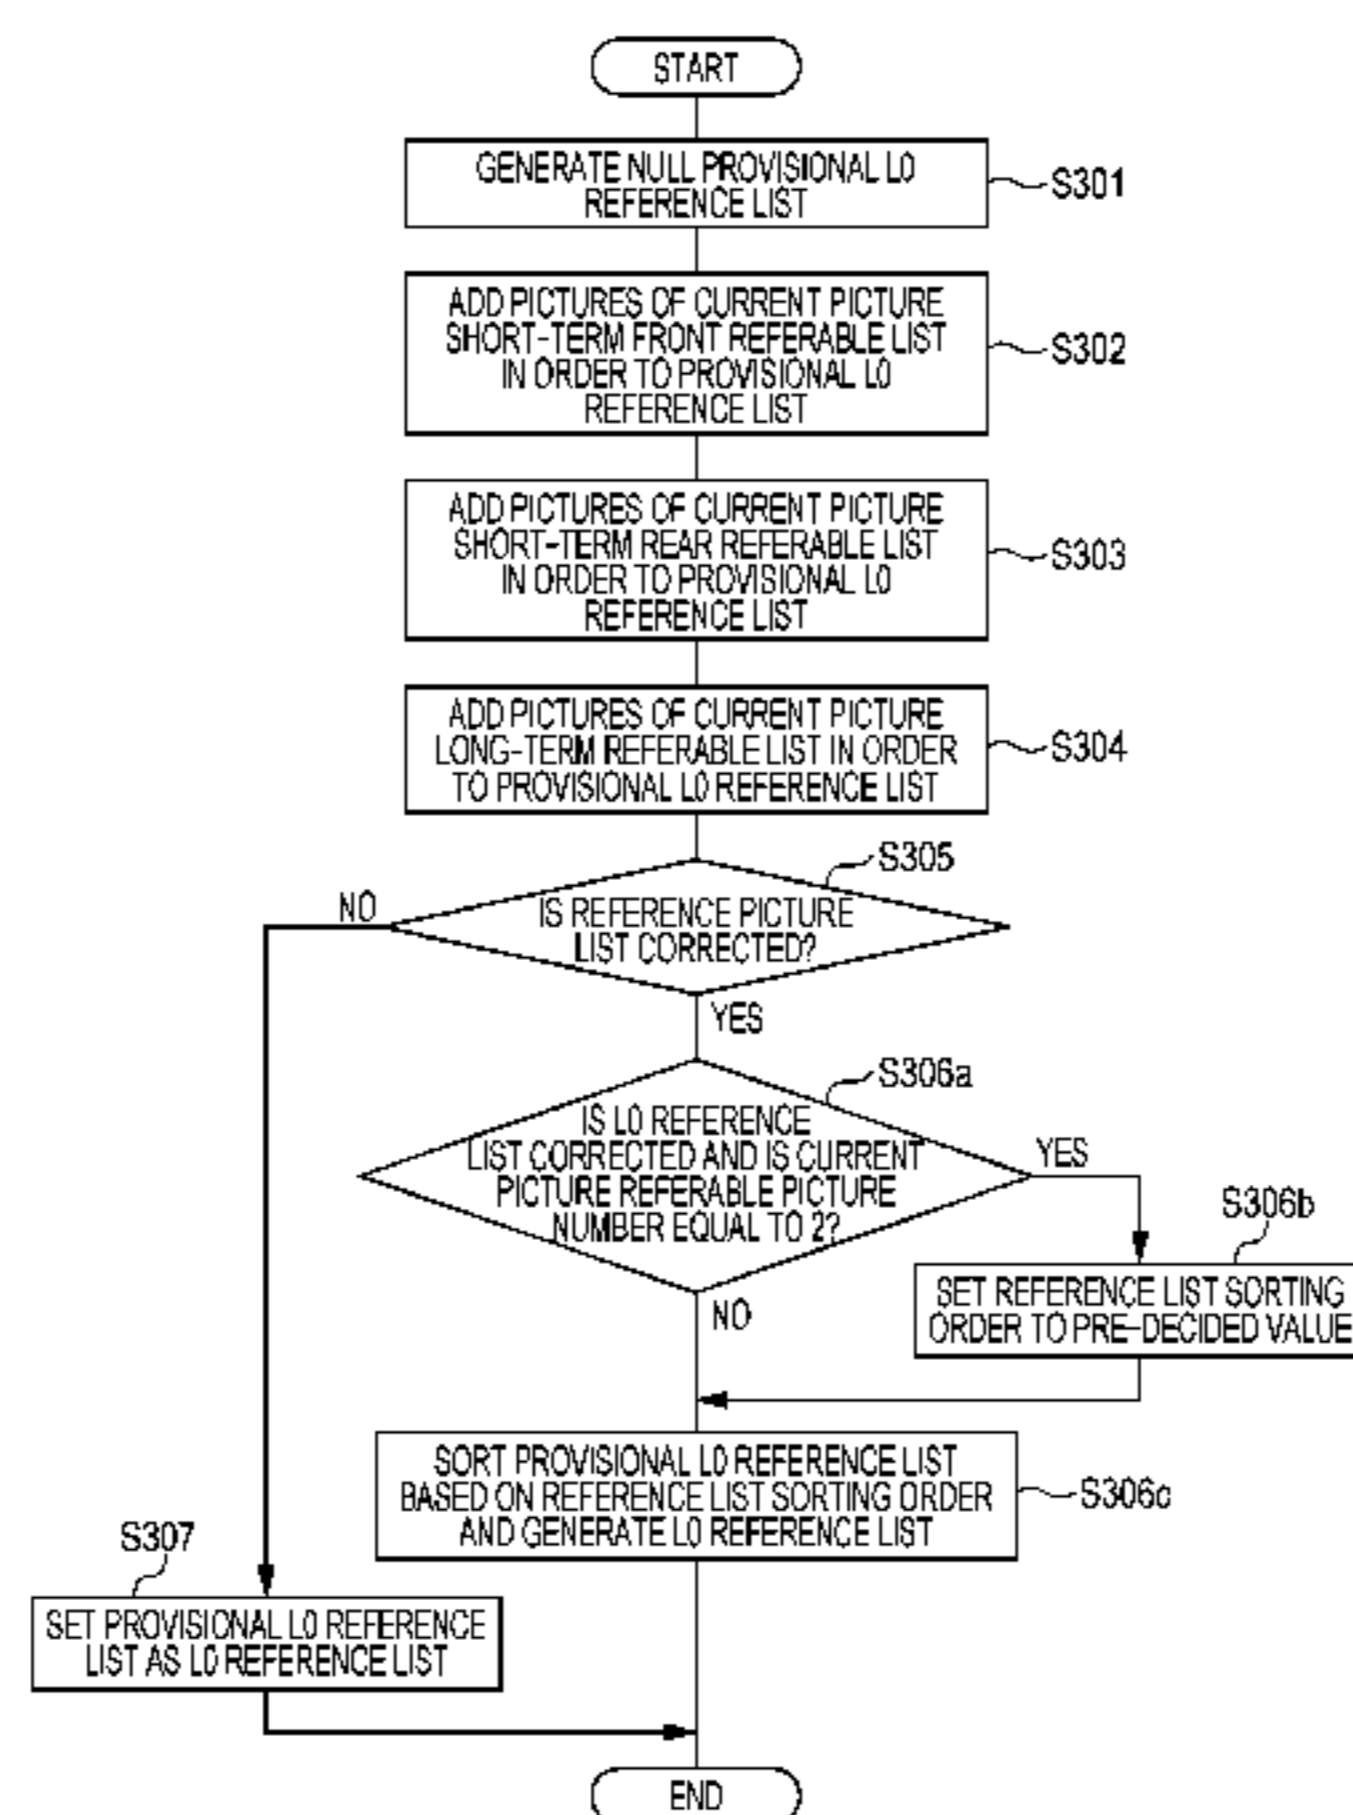 START
GENERATE NULL PROVISIONAL L0
REFERENCE LIST
S301
ADD PICTURES OF CURRENT PICTURE
SHORT-TERM FRONT REFERABLE LIST
IN ORDER TO PROVISIONAL L0
REFERENCE LIST
S302
ADD PICTURES OF CURRENT PICTURE
SHORT-TERM REAR REFERABLE LIST
IN ORDER TO PROVISIONAL L0
REFERENCE LIST
S303
ADD PICTURES OF CURRENT PICTURE
LONG-TERM REFERABLE LIST IN ORDER
TO PROVISIONAL L0 REFERENCE LIST
S304
S305
NO
IS REFERENCE PICTURE
LIST CORRECTED?
YES
S306a
IS L0 REFERENCE
LIST CORRECTED AND IS CURRENT
PICTURE REFERABLE PICTURE
NUMBER EQUAL TO 2?
YES
NO
S306b
SET REFERENCE LIST SORTING
ORDER TO PRE-DECIDED VALUE
SORT PROVISIONAL L0 REFERENCE LIST
BASED ON REFERENCE LIST SORTING ORDER
AND GENERATE L0 REFERENCE LIST
S306c
S307
SET PROVISIONAL L0 REFERENCE
LIST AS L0 REFERENCE LIST
END